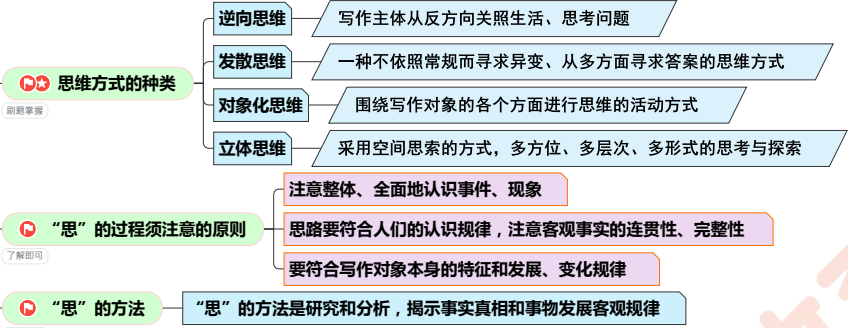 逆向思维
写作主体从反方向关照生活、思考问题
发散思维
一种不依照常规而寻求异变、从多方面寻求答案的思维方式
思维方式的种类
刷题掌握
对象化思维
围绕写作对象的各个方面进行思维的活动方式
立体思维
采用空间思索的方式，多方位、多层次、多形式的思考与探索
注意整体、全面地认识事件、现象
“思”的过程须注意的原则
了解即可
思路要符合人们的认识规律，注意客观事实的连贯性、完整性
要符合写作对象本身的特征和发展、变化规律
“思”的方法
“思”的方法是研究和分析，揭示事实真相和事物发展客观规律